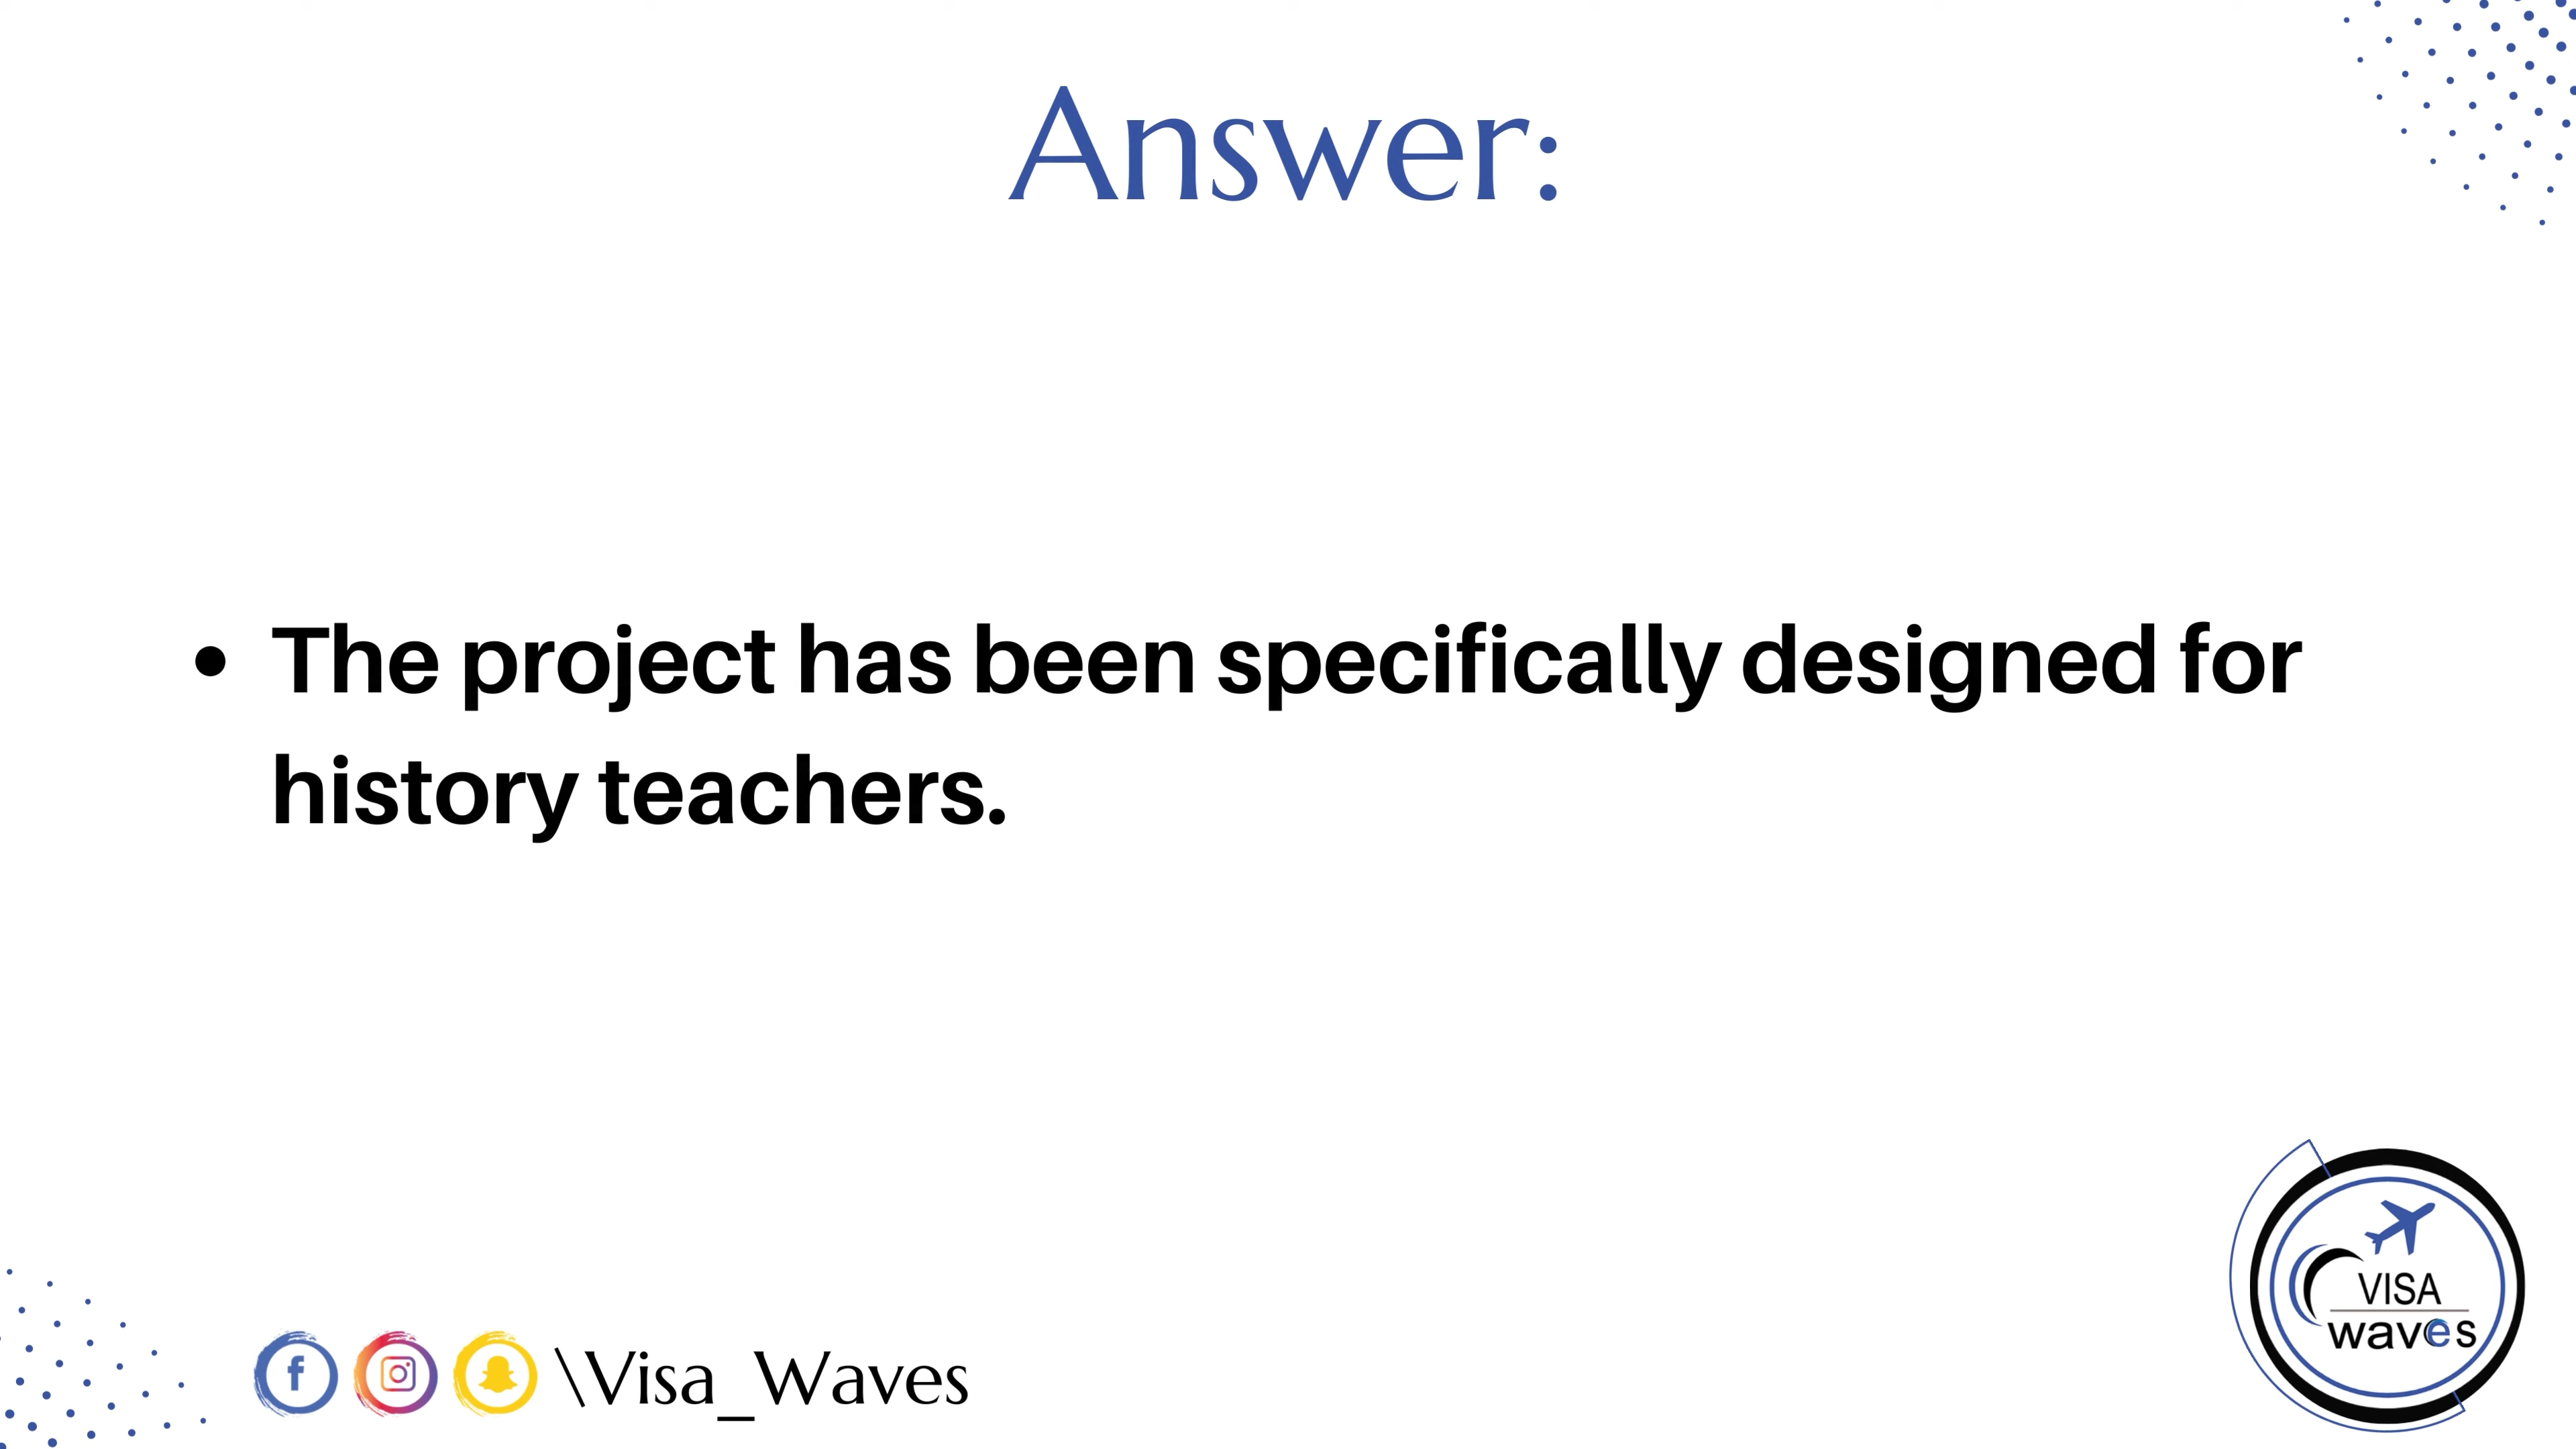 Answer:
• The project has been specifically designed for
history teachers.
\Visa_Waves
VISA
waves